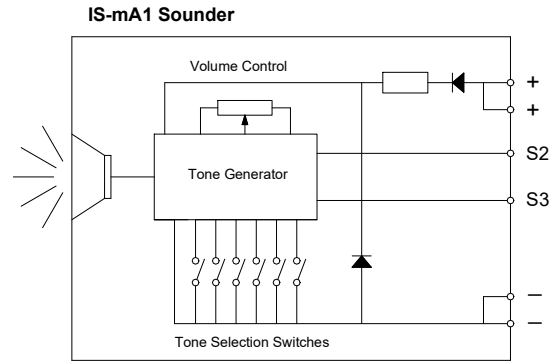 IS-mA1 Sounder
Volume Control
+
+
S2
Tone Generator
S3
–
–
Tone Selection Switches